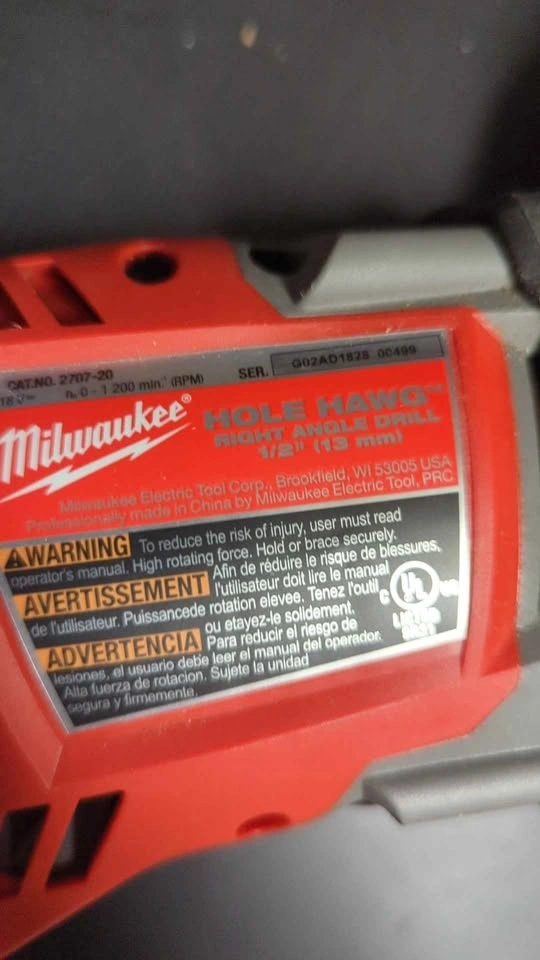 CAT.NO. 2707-20
18 V⎓ n₀ 0 - 1 200 min.⁻¹ (RPM) SER. G02AD1828 00499
Milwaukee®
HOLE HAWG™
RIGHT ANGLE DRILL
1/2" (13 mm)
Milwaukee Electric Tool Corp., Brookfield, WI 53005 USA
Professionally made in China by Milwaukee Electric Tool, PRC
WARNING To reduce the risk of injury, user must read
operator's manual. High rotating force. Hold or brace securely.
AVERTISSEMENT Afin de réduire le risque de blessures,
l'utilisateur doit lire le manuel
de l'utilisateur. Puissancede rotation elevee. Tenez l'outil
ou etayez-le solidement.
ADVERTENCIA Para reducir el riesgo de
lesiones, el usuario debe leer el manual del operador.
Alta fuerza de rotacion. Sujete la unidad
segura y firmemente.
C UL US
LISTED